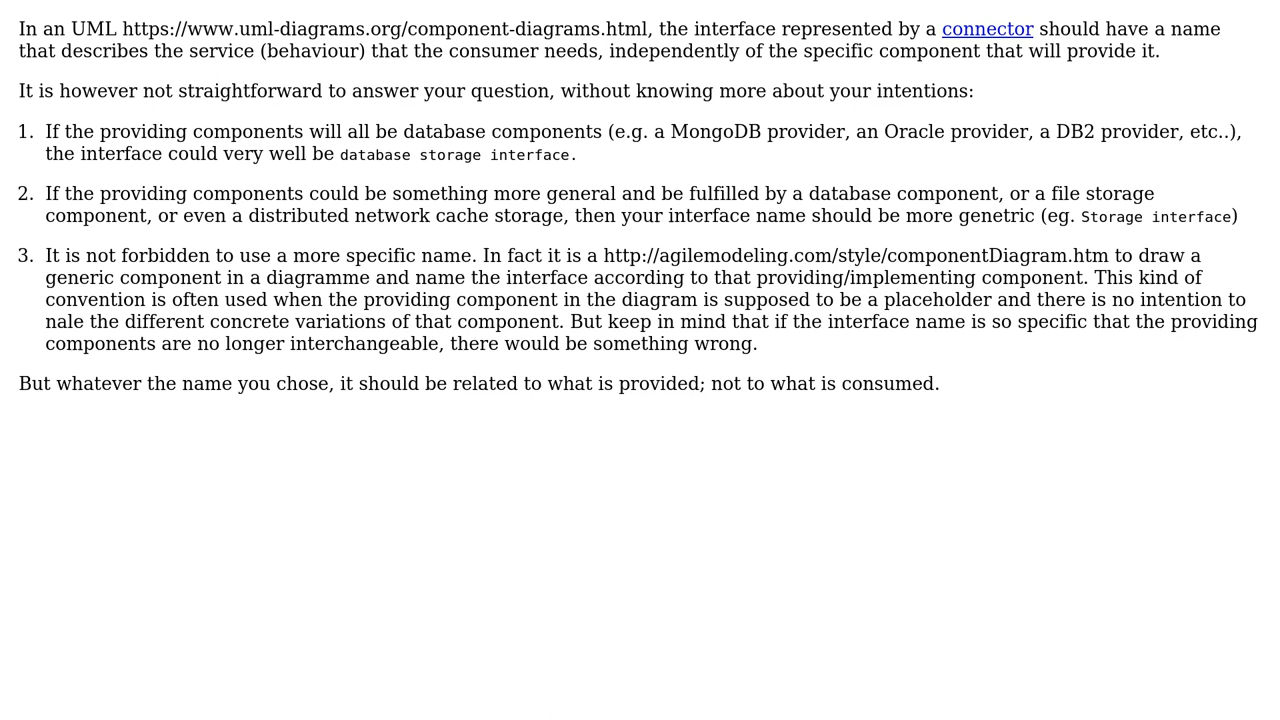 In an UML https://www.uml-diagrams.org/component-diagrams.html, the interface represented by a connector should have a name
that describes the service (behaviour) that the consumer needs, independently of the specific component that will provide it.
It is however not straightforward to answer your question, without knowing more about your intentions:
1. If the providing components will all be database components (e.g. a MongoDB provider, an Oracle provider, a DB2 provider, etc..),
the interface could very well be database storage interface.
2. If the providing components could be something more general and be fulfilled by a database component, or a file storage
component, or even a distributed network cache storage, then your interface name should be more genetric (eg. Storage interface)
3. It is not forbidden to use a more specific name. In fact it is a http://agilemodeling.com/style/componentDiagram.htm to draw a
generic component in a diagramme and name the interface according to that providing/implementing component. This kind of
convention is often used when the providing component in the diagram is supposed to be a placeholder and there is no intention to
nale the different concrete variations of that component. But keep in mind that if the interface name is so specific that the providing
components are no longer interchangeable, there would be something wrong.
But whatever the name you chose, it should be related to what is provided; not to what is consumed.